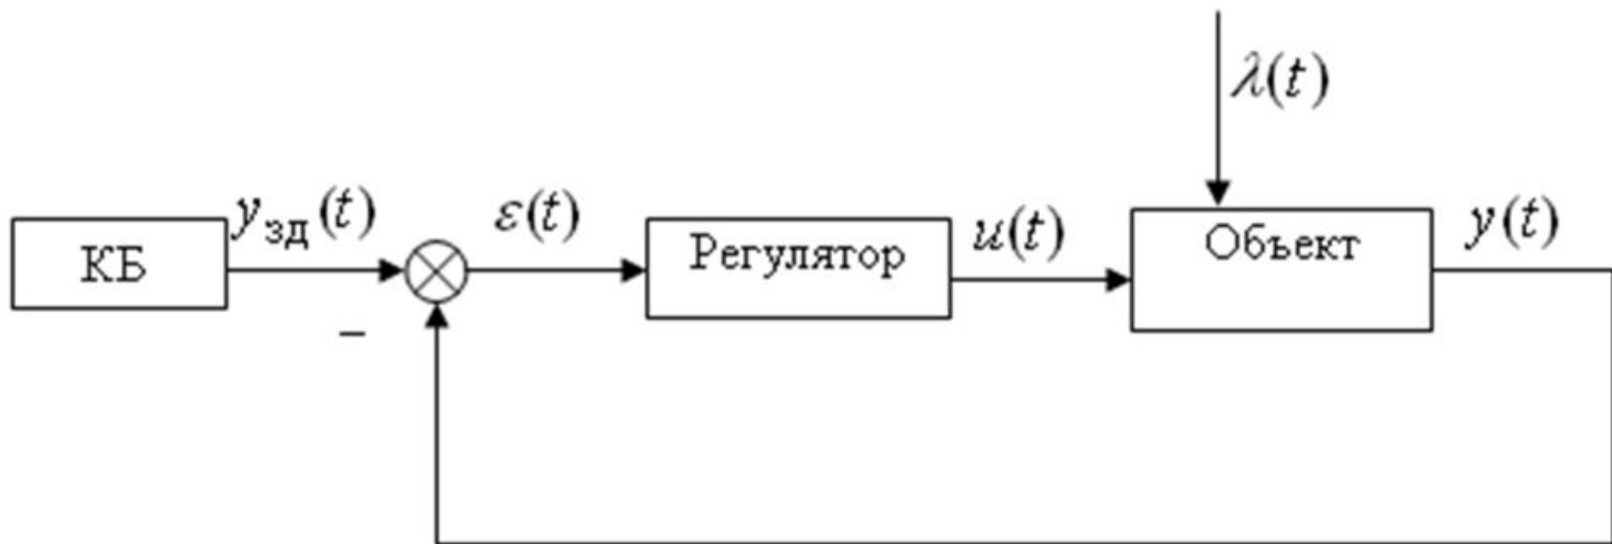 λ(t)
КБ
y_зд(t)
ε(t)
Регулятор
u(t)
Объект
y(t)
–